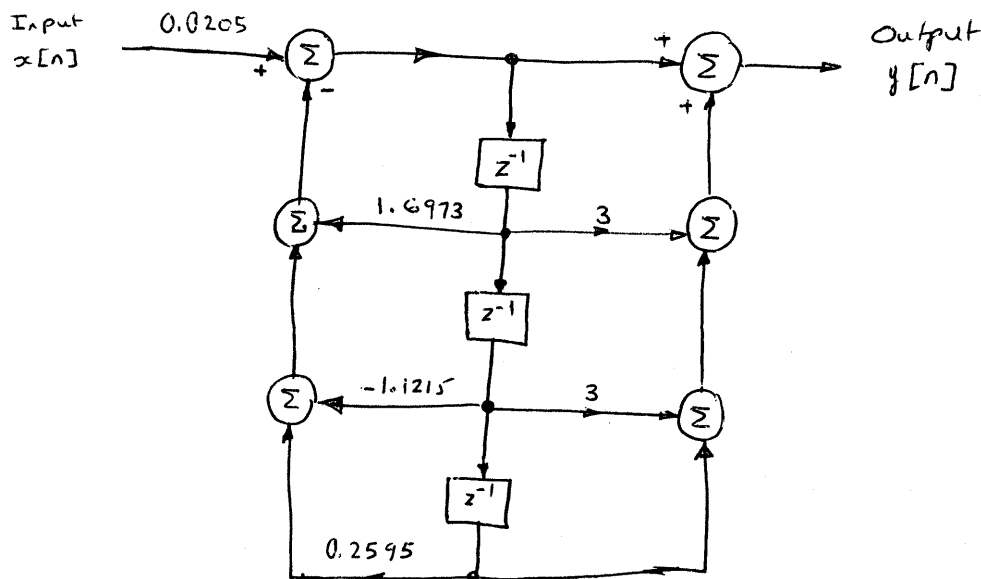 Input
x[n]
0.0205
+
Σ
-
+
Σ
+
Output
y[n]
z⁻¹
Σ
1.6973
3
Σ
z⁻¹
Σ
-1.1215
3
Σ
z⁻¹
0.2595